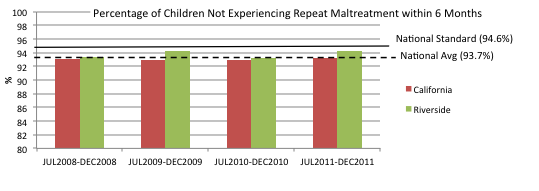 Percentage of Children Not Experiencing Repeat Maltreatment within 6 Months
100
98
96
94
92
90
88
86
84
82
80
%
National Standard (94.6%)
National Avg (93.7%)
California
Riverside
JUL2008-DEC2008 JUL2009-DEC2009 JUL2010-DEC2010 JUL2011-DEC2011